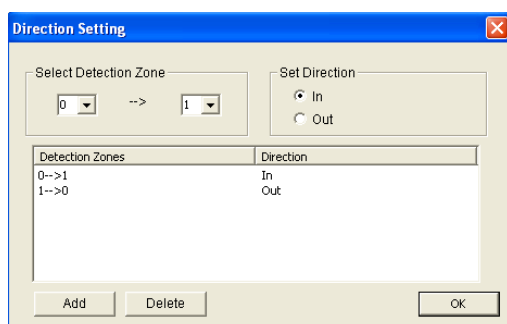 Direction Setting
Select Detection Zone
0 --> 1
Set Direction
In
Out
Detection Zones Direction
0-->1 In
1-->0 Out
Add Delete OK